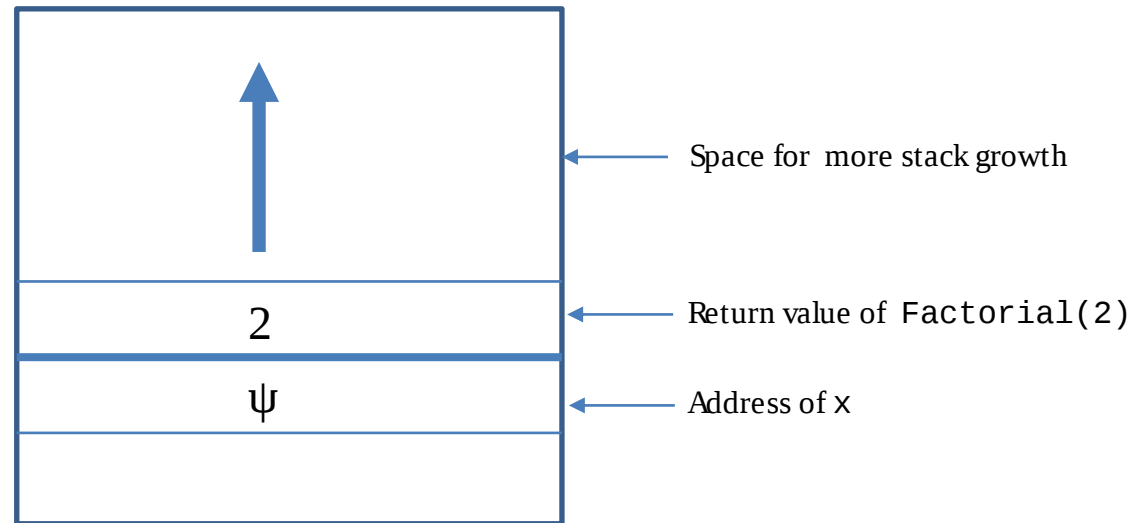 Space for more stack growth
2
Return value of Factorial(2)
ψ
Address of x